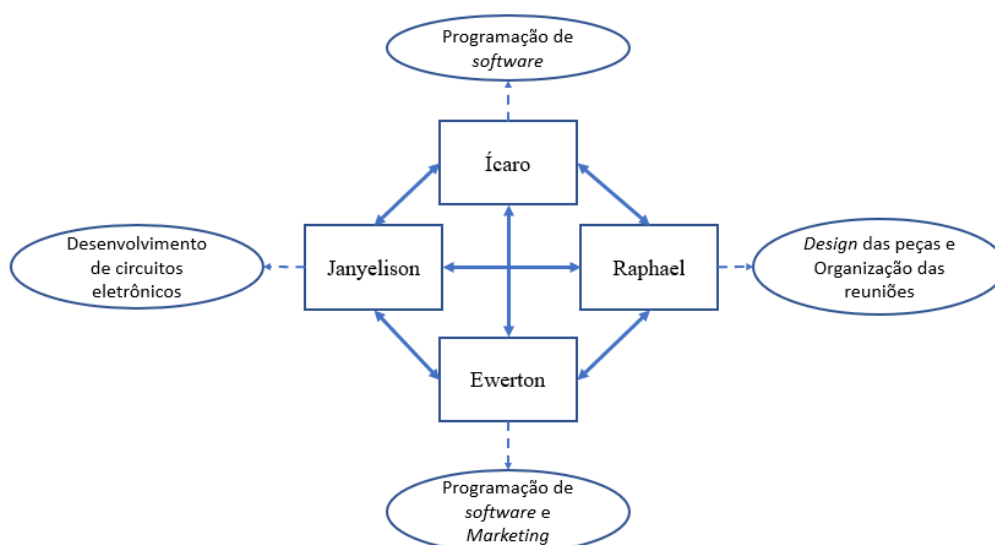 Programação de
software
Ícaro
Desenvolvimento
de circuitos
eletrônicos
Janyelison
Raphael
Design das peças e
Organização das
reuniões
Ewerton
Programação de
software e
Marketing